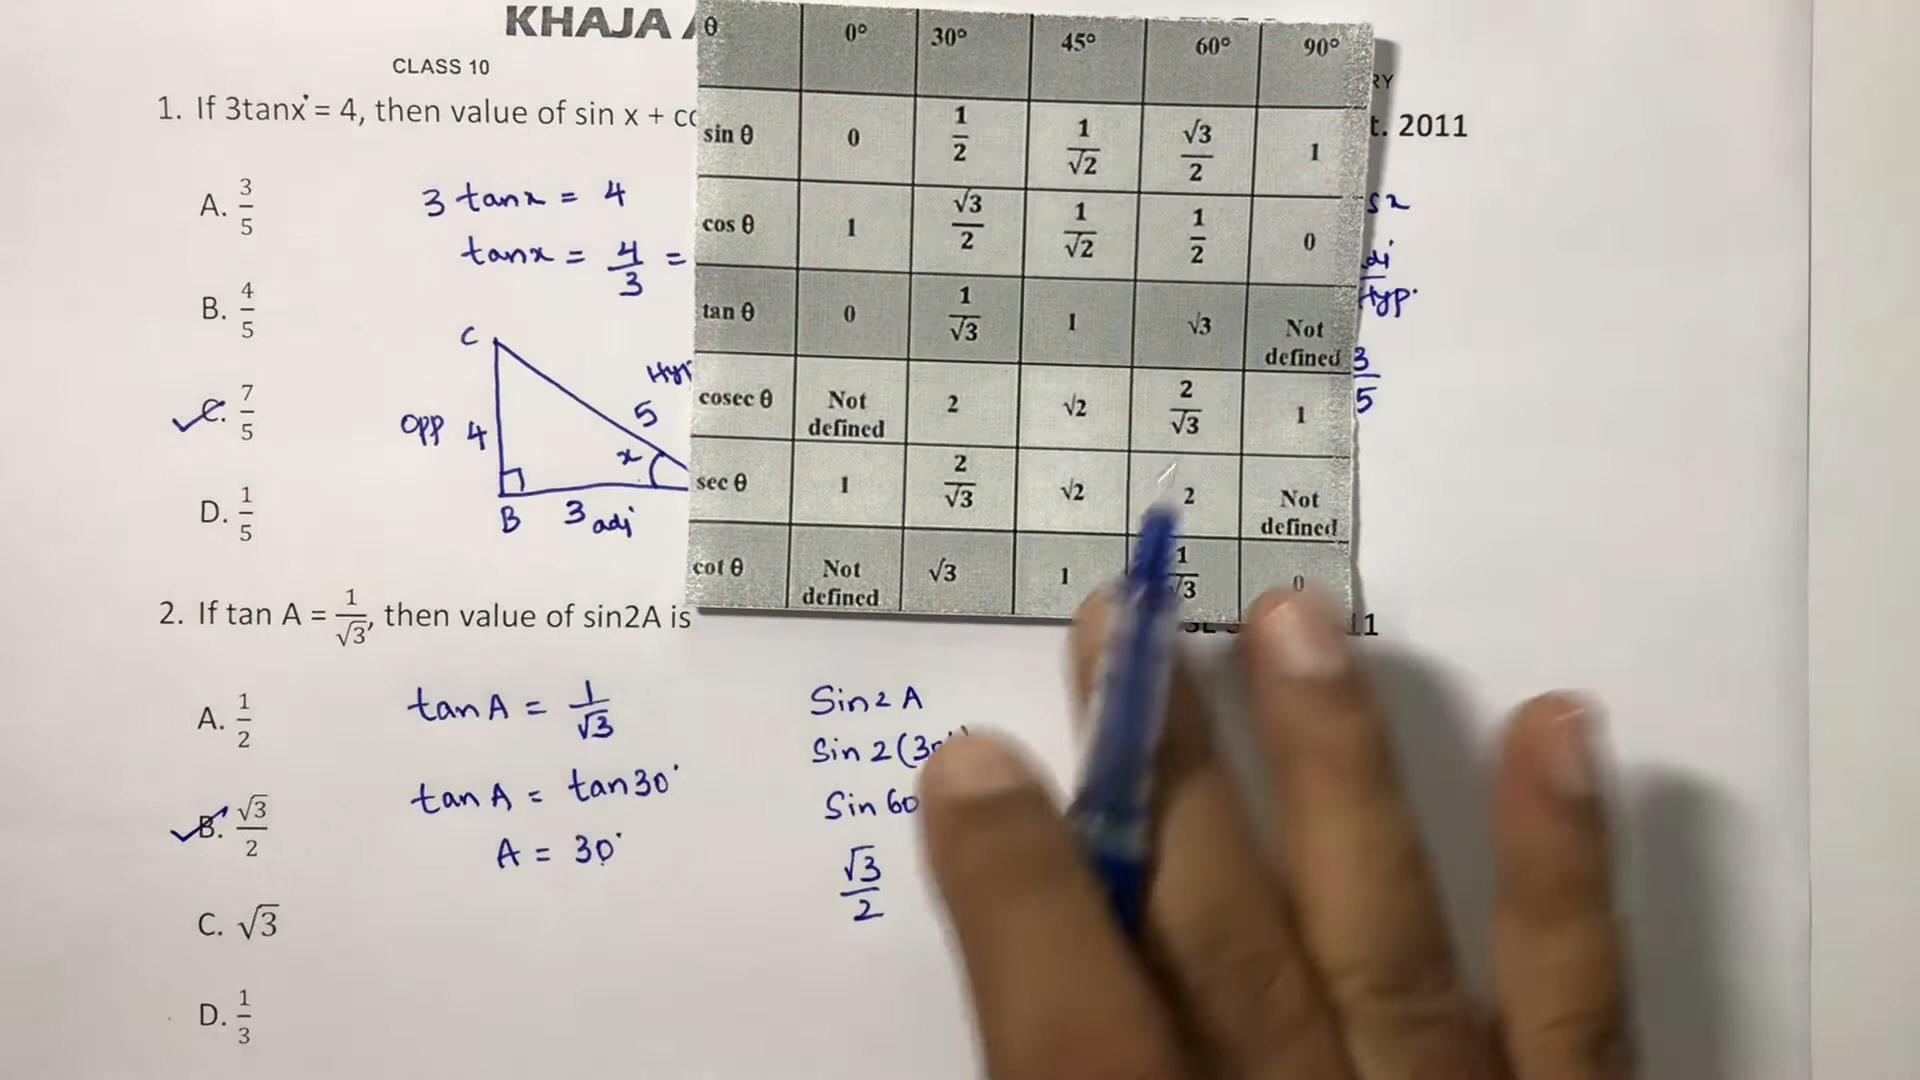 KHAJA
CLASS 10
1. If 3tanx° = 4, then value of sin x +
t. 2011
A. 3/5
B. 4/5
C. 7/5
D. 1/5
3 tanx = 4
tanx = 4/3 =
C
Opp 4
5
x
B 3 adj
Hyp.
3/5
θ 0° 30° 45° 60° 90°
sin θ 0 1/2 1/√2 √3/2 1
cos θ 1 √3/2 1/√2 1/2 0
tan θ 0 1/√3 1 √3 Not defined
cosec θ Not defined 2 √2 2/√3 1
sec θ 1 2/√3 √2 2 Not defined
cot θ Not defined √3 1 1/√3 0
2. If tan A = 1/√3, then value of sin2A is
11
A. 1/2
B. √3/2
C. √3
D. 1/3
tan A = 1/√3
tan A = tan30°
A = 30°
Sin 2 A
Sin 2 (3
Sin 60
√3/2